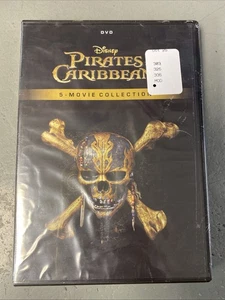 DVD
Disney
PIRATES
CARIBBEAN
5-MOVIE COLLECTION